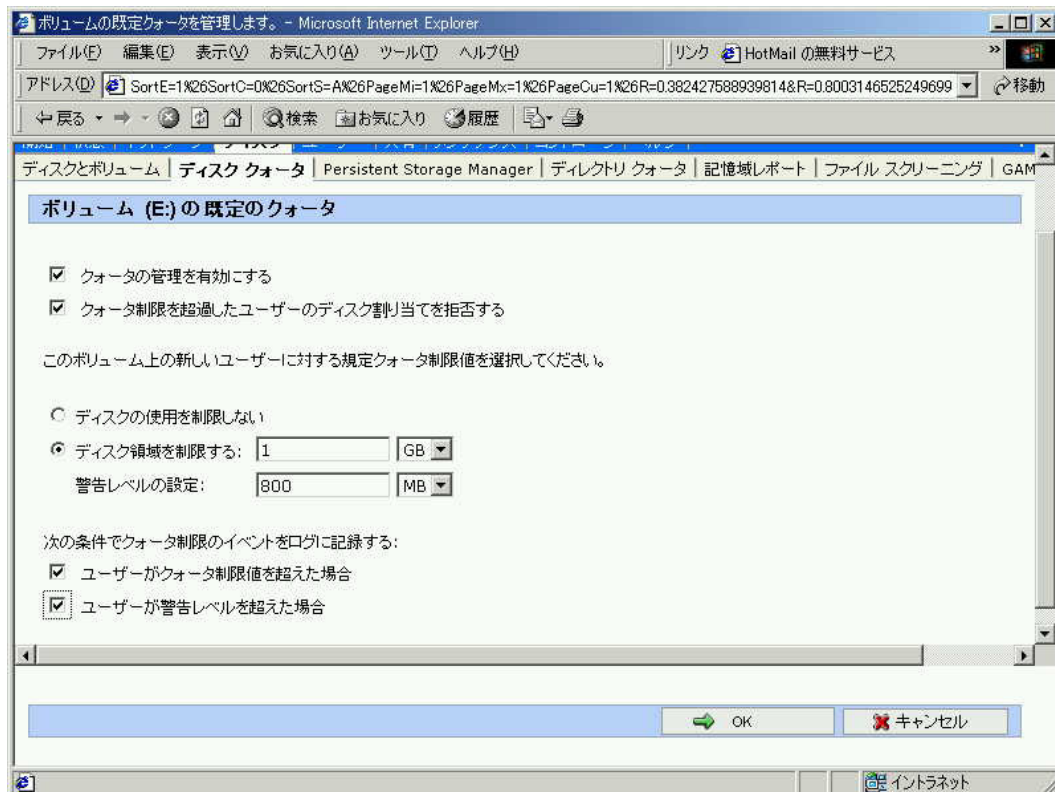 ボリュームの既定クォータを管理します。 - Microsoft Internet Explorer
ファイル(F) 編集(E) 表示(V) お気に入り(A) ツール(T) ヘルプ(H) リンク HotMail の無料サービス »
アドレス(D) SortE=1%26SortC=0%26SortS=A%26PageMi=1%26PageMx=1%26PageCu=1%26R=0.382427588939814&R=0.8003146525249699 移動
戻る 検索 お気に入り 履歴
ディスクとボリューム | ディスク クォータ | Persistent Storage Manager | ディレクトリ クォータ | 記憶域レポート | ファイル スクリーニング | GAM
ボリューム (E:) の 既定のクォータ
クォータの管理を有効にする
クォータ制限を超過したユーザーのディスク割り当てを拒否する
このボリューム上の新しいユーザーに対する規定クォータ制限値を選択してください。
ディスクの使用を制限しない
ディスク領域を制限する: 1 GB
警告レベルの設定: 800 MB
次の条件でクォータ制限のイベントをログに記録する:
ユーザーがクォータ制限値を超えた場合
ユーザーが警告レベルを超えた場合
OK キャンセル
イントラネット